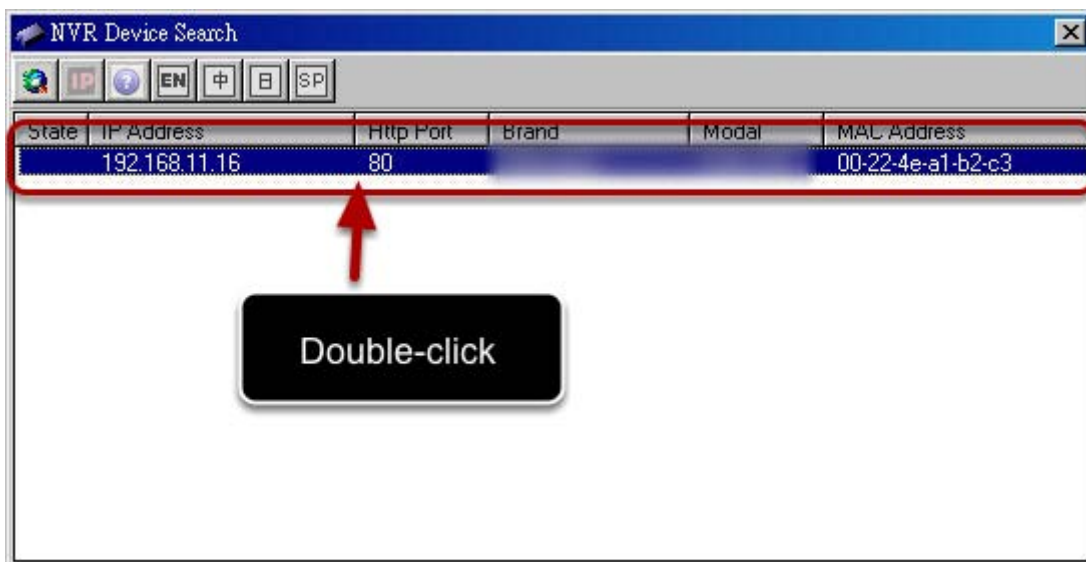 NVR Device Search
IP EN 中 日 SP
State IP Address Http Port Brand Modal MAC Address
192.168.11.16 80 00-22-4e-a1-b2-c3
Double-click